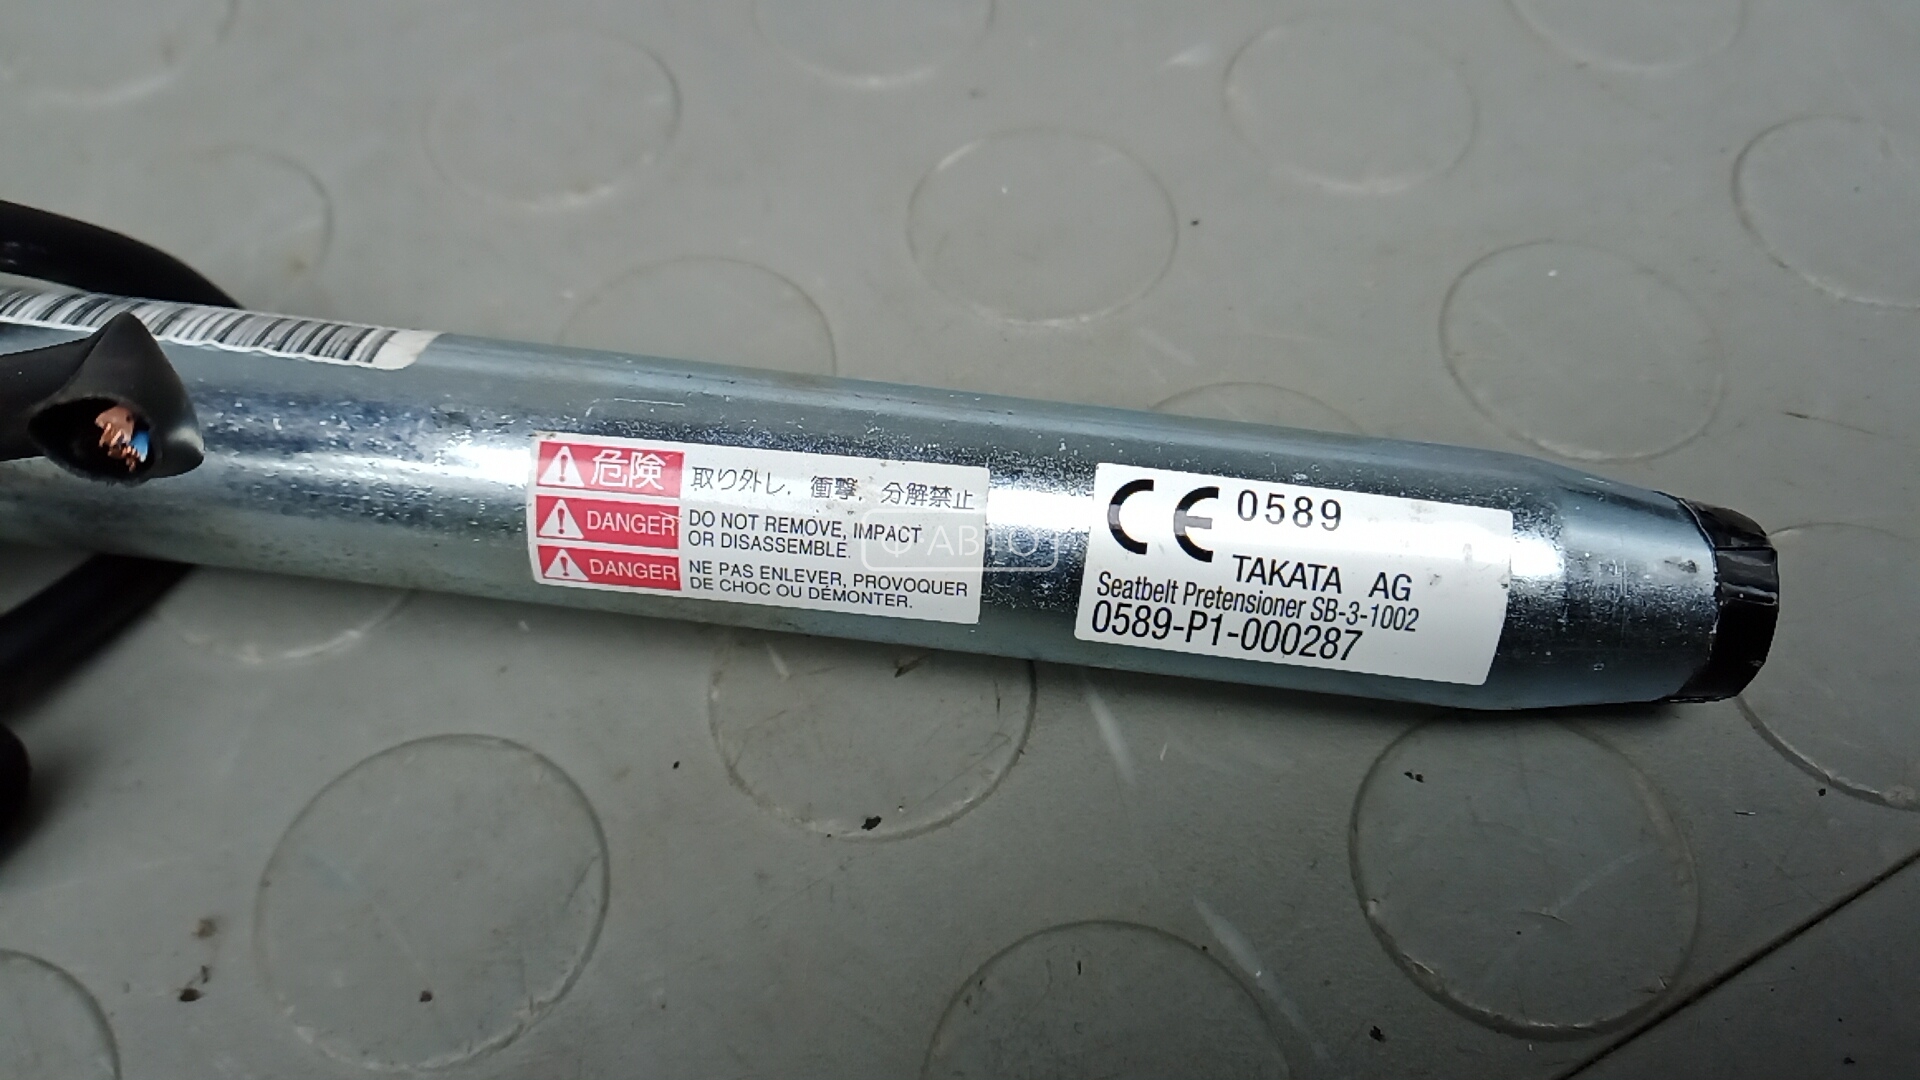 危険 取り外し、衝撃、分解禁止
DANGER DO NOT REMOVE, IMPACT
OR DISASSEMBLE.
DANGER NE PAS ENLEVER, PROVOQUER
DE CHOC OU DÉMONTER.
Ф АВТО
CE 0589
TAKATA AG
Seatbelt Pretensioner SB-3-1002
0589-P1-000287